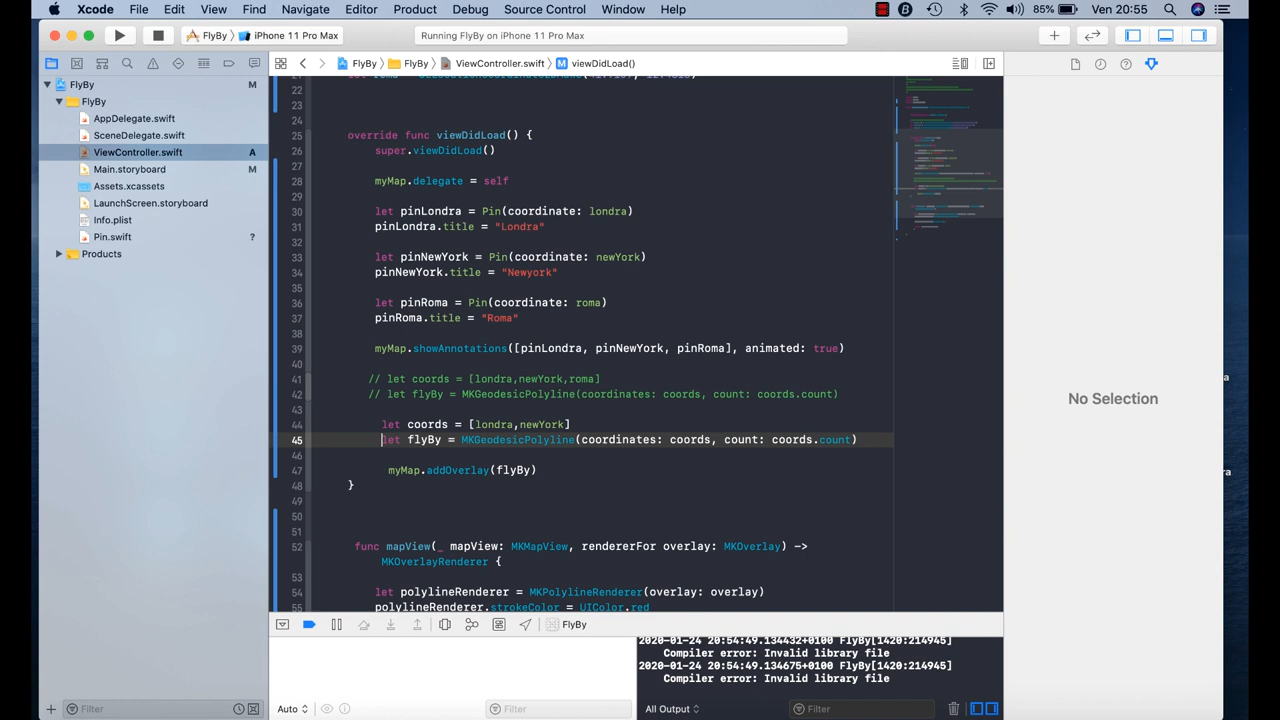 Xcode File Edit View Find Navigate Editor Product Debug Source Control Window Help 85% Ven 20:55
FlyBy iPhone 11 Pro Max Running FlyBy on iPhone 11 Pro Max
FlyBy FlyBy ViewController.swift viewDidLoad()
FlyBy M
FlyBy
AppDelegate.swift
SceneDelegate.swift
ViewController.swift A
Main.storyboard M
Assets.xcassets
LaunchScreen.storyboard
Info.plist
Pin.swift ?
Products
22
23
24
25 override func viewDidLoad() {
26 super.viewDidLoad()
27
28 myMap.delegate = self
29
30 let pinLondra = Pin(coordinate: londra)
31 pinLondra.title = "Londra"
32
33 let pinNewYork = Pin(coordinate: newYork)
34 pinNewYork.title = "Newyork"
35
36 let pinRoma = Pin(coordinate: roma)
37 pinRoma.title = "Roma"
38
39 myMap.showAnnotations([pinLondra, pinNewYork, pinRoma], animated: true)
40
41 // let coords = [londra,newYork,roma]
42 // let flyBy = MKGeodesicPolyline(coordinates: coords, count: coords.count)
43
44 let coords = [londra,newYork]
45 let flyBy = MKGeodesicPolyline(coordinates: coords, count: coords.count)
46
47 myMap.addOverlay(flyBy)
48 }
49
50
51
52 func mapView(_ mapView: MKMapView, rendererFor overlay: MKOverlay) ->
MKOverlayRenderer {
53
54 let polylineRenderer = MKPolylineRenderer(overlay: overlay)
55 polylineRenderer.strokeColor = UIColor.red
No Selection
FlyBy
2020-01-24 20:54:49.134432+0100 FlyBy[1420:214945]
Compiler error: Invalid library file
2020-01-24 20:54:49.134675+0100 FlyBy[1420:214945]
Compiler error: Invalid library file
Filter Auto Filter All Output Filter